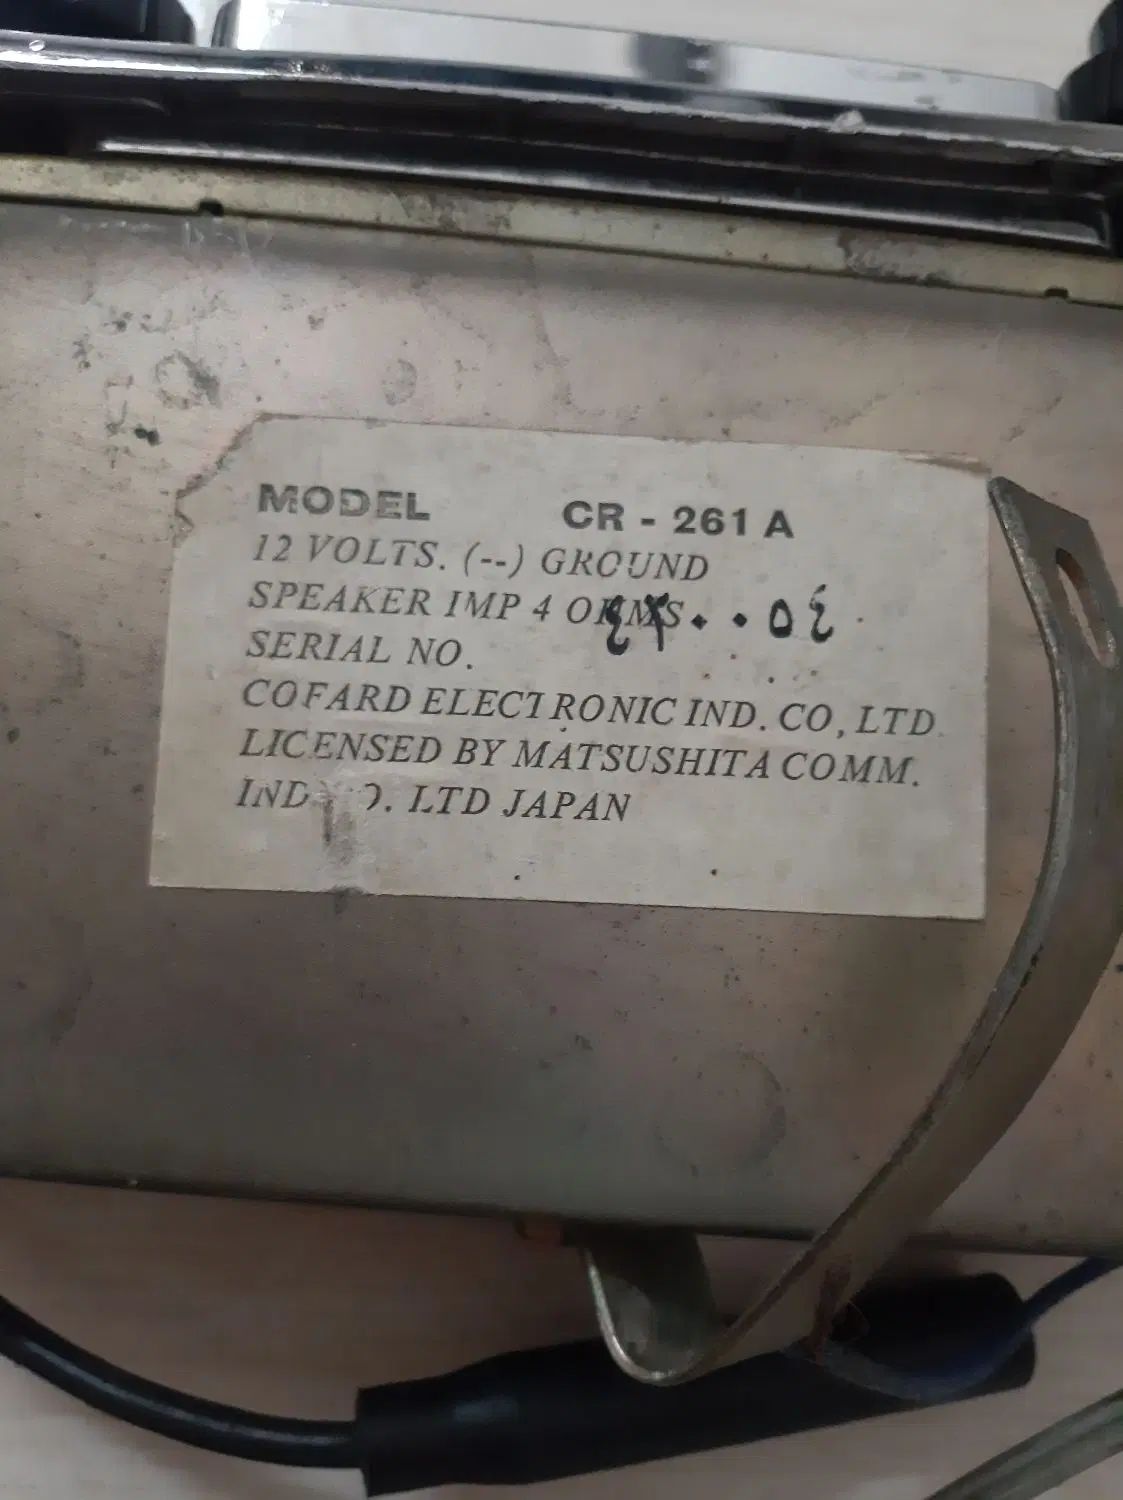 MODEL CR - 261 A
12 VOLTS. (--) GROUND
SPEAKER IMP 4 OHMS
SERIAL NO.
COFARD ELECTRONIC IND. CO, LTD.
LICENSED BY MATSUSHITA COMM.
IND LTD JAPAN